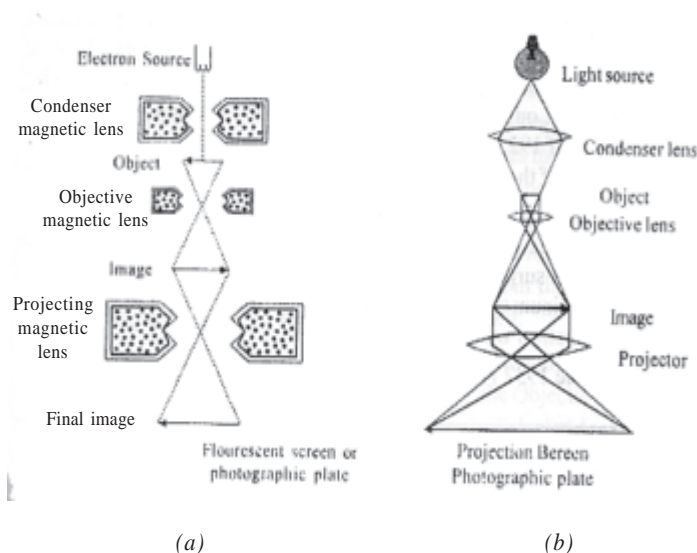 Electron Source
Condenser
magnetic lens
Object
Objective
magnetic lens
Image
Projecting
magnetic
lens
Final image
Flourescent screen or
photographic plate
(a)
Light source
Condenser lens
Object
Objective lens
Image
Projector
Projection Bereen
Photographic plate
(b)